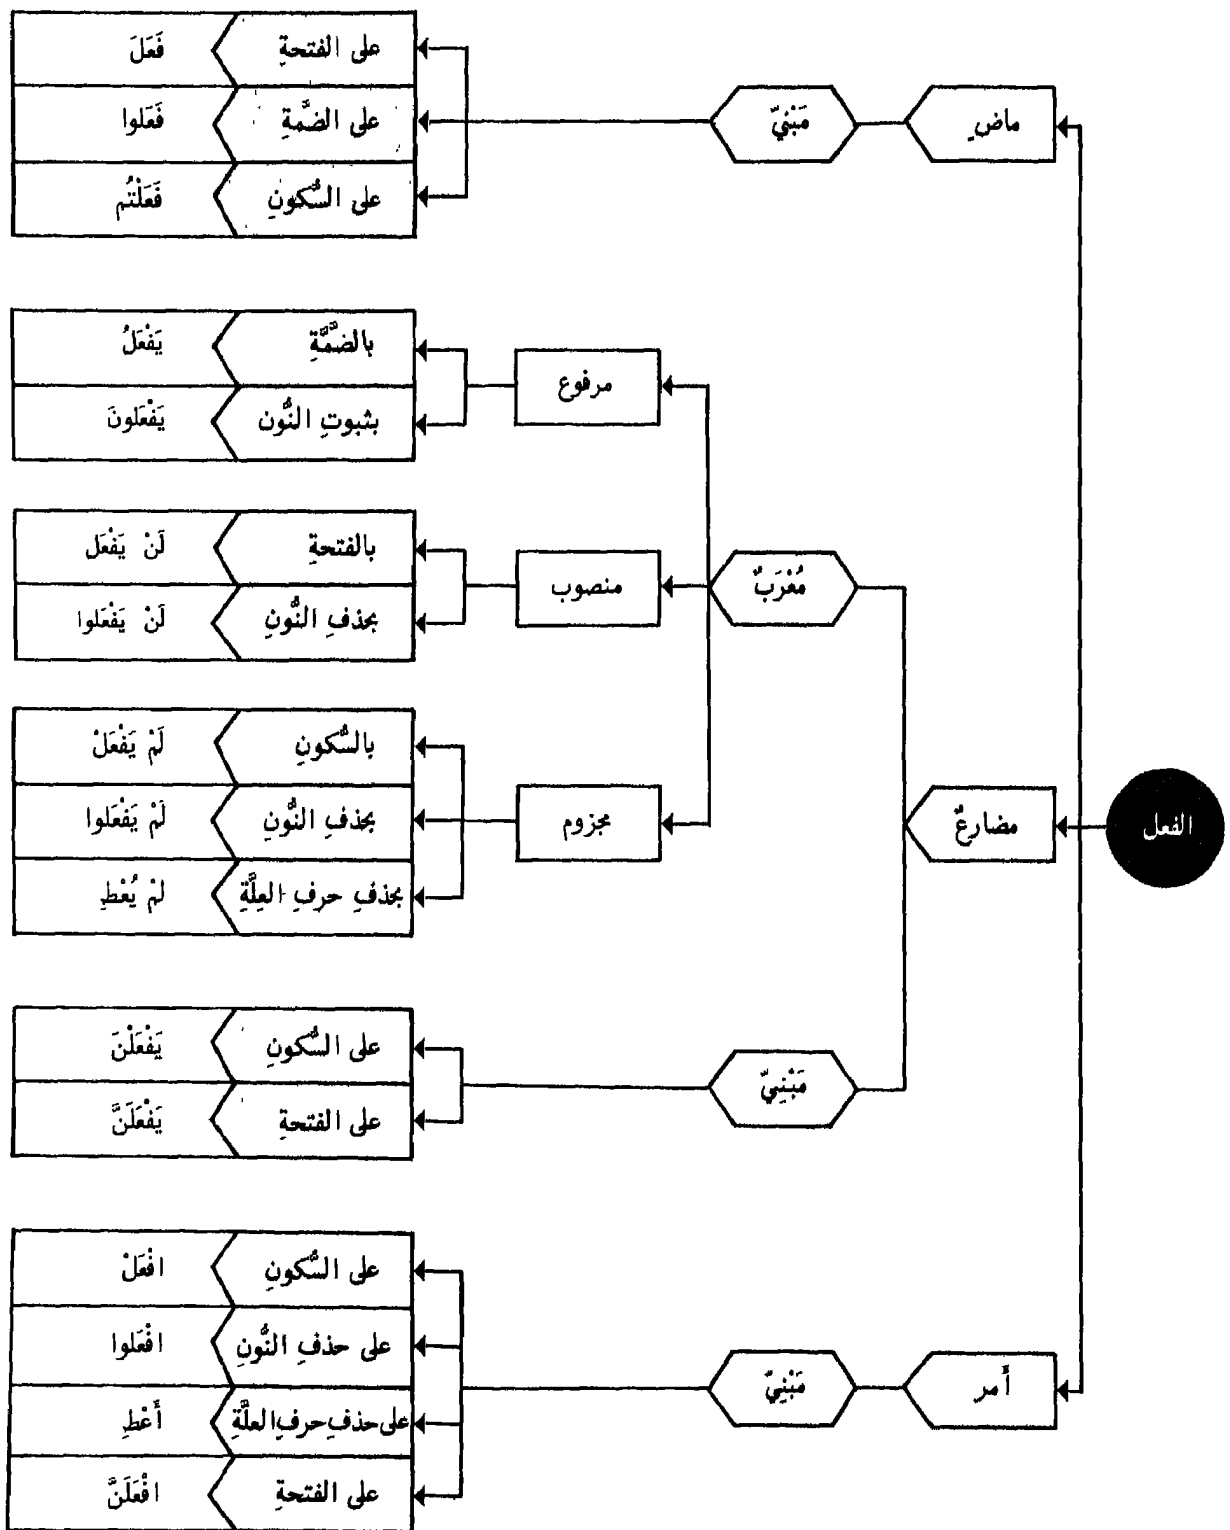 الفعل
ماضٍ
مَبْنِيّ
على الفتحةِ
فَعَلَ
على الضَّمةِ
فَعَلوا
على السُّكونِ
فَعَلْتُم
مضارعٌ
مُعْرَبٌ
مرفوع
بالضَّمَّةِ
يَفْعَلُ
بثبوتِ النُّون
يَفْعَلونَ
منصوب
بالفتحةِ
لَنْ يَفْعَل
بحذفِ النُّونِ
لَنْ يَفْعَلوا
مجزوم
بالسُّكونِ
لَمْ يَفْعَلْ
بحذفِ النُّونِ
لَمْ يَفْعَلوا
بحذفِ حرفِ العِلَّةِ
لَمْ يُعْطِ
مَبْنِيّ
على السُّكونِ
يَفْعَلْنَ
على الفتحةِ
يَفْعَلَنَّ
أمر
مَبْنِيّ
على السُّكونِ
افْعَلْ
على حذفِ النُّونِ
افْعَلوا
على حذفِ حرفِ العلَّةِ
أَعْطِ
على الفتحةِ
افْعَلَنَّ